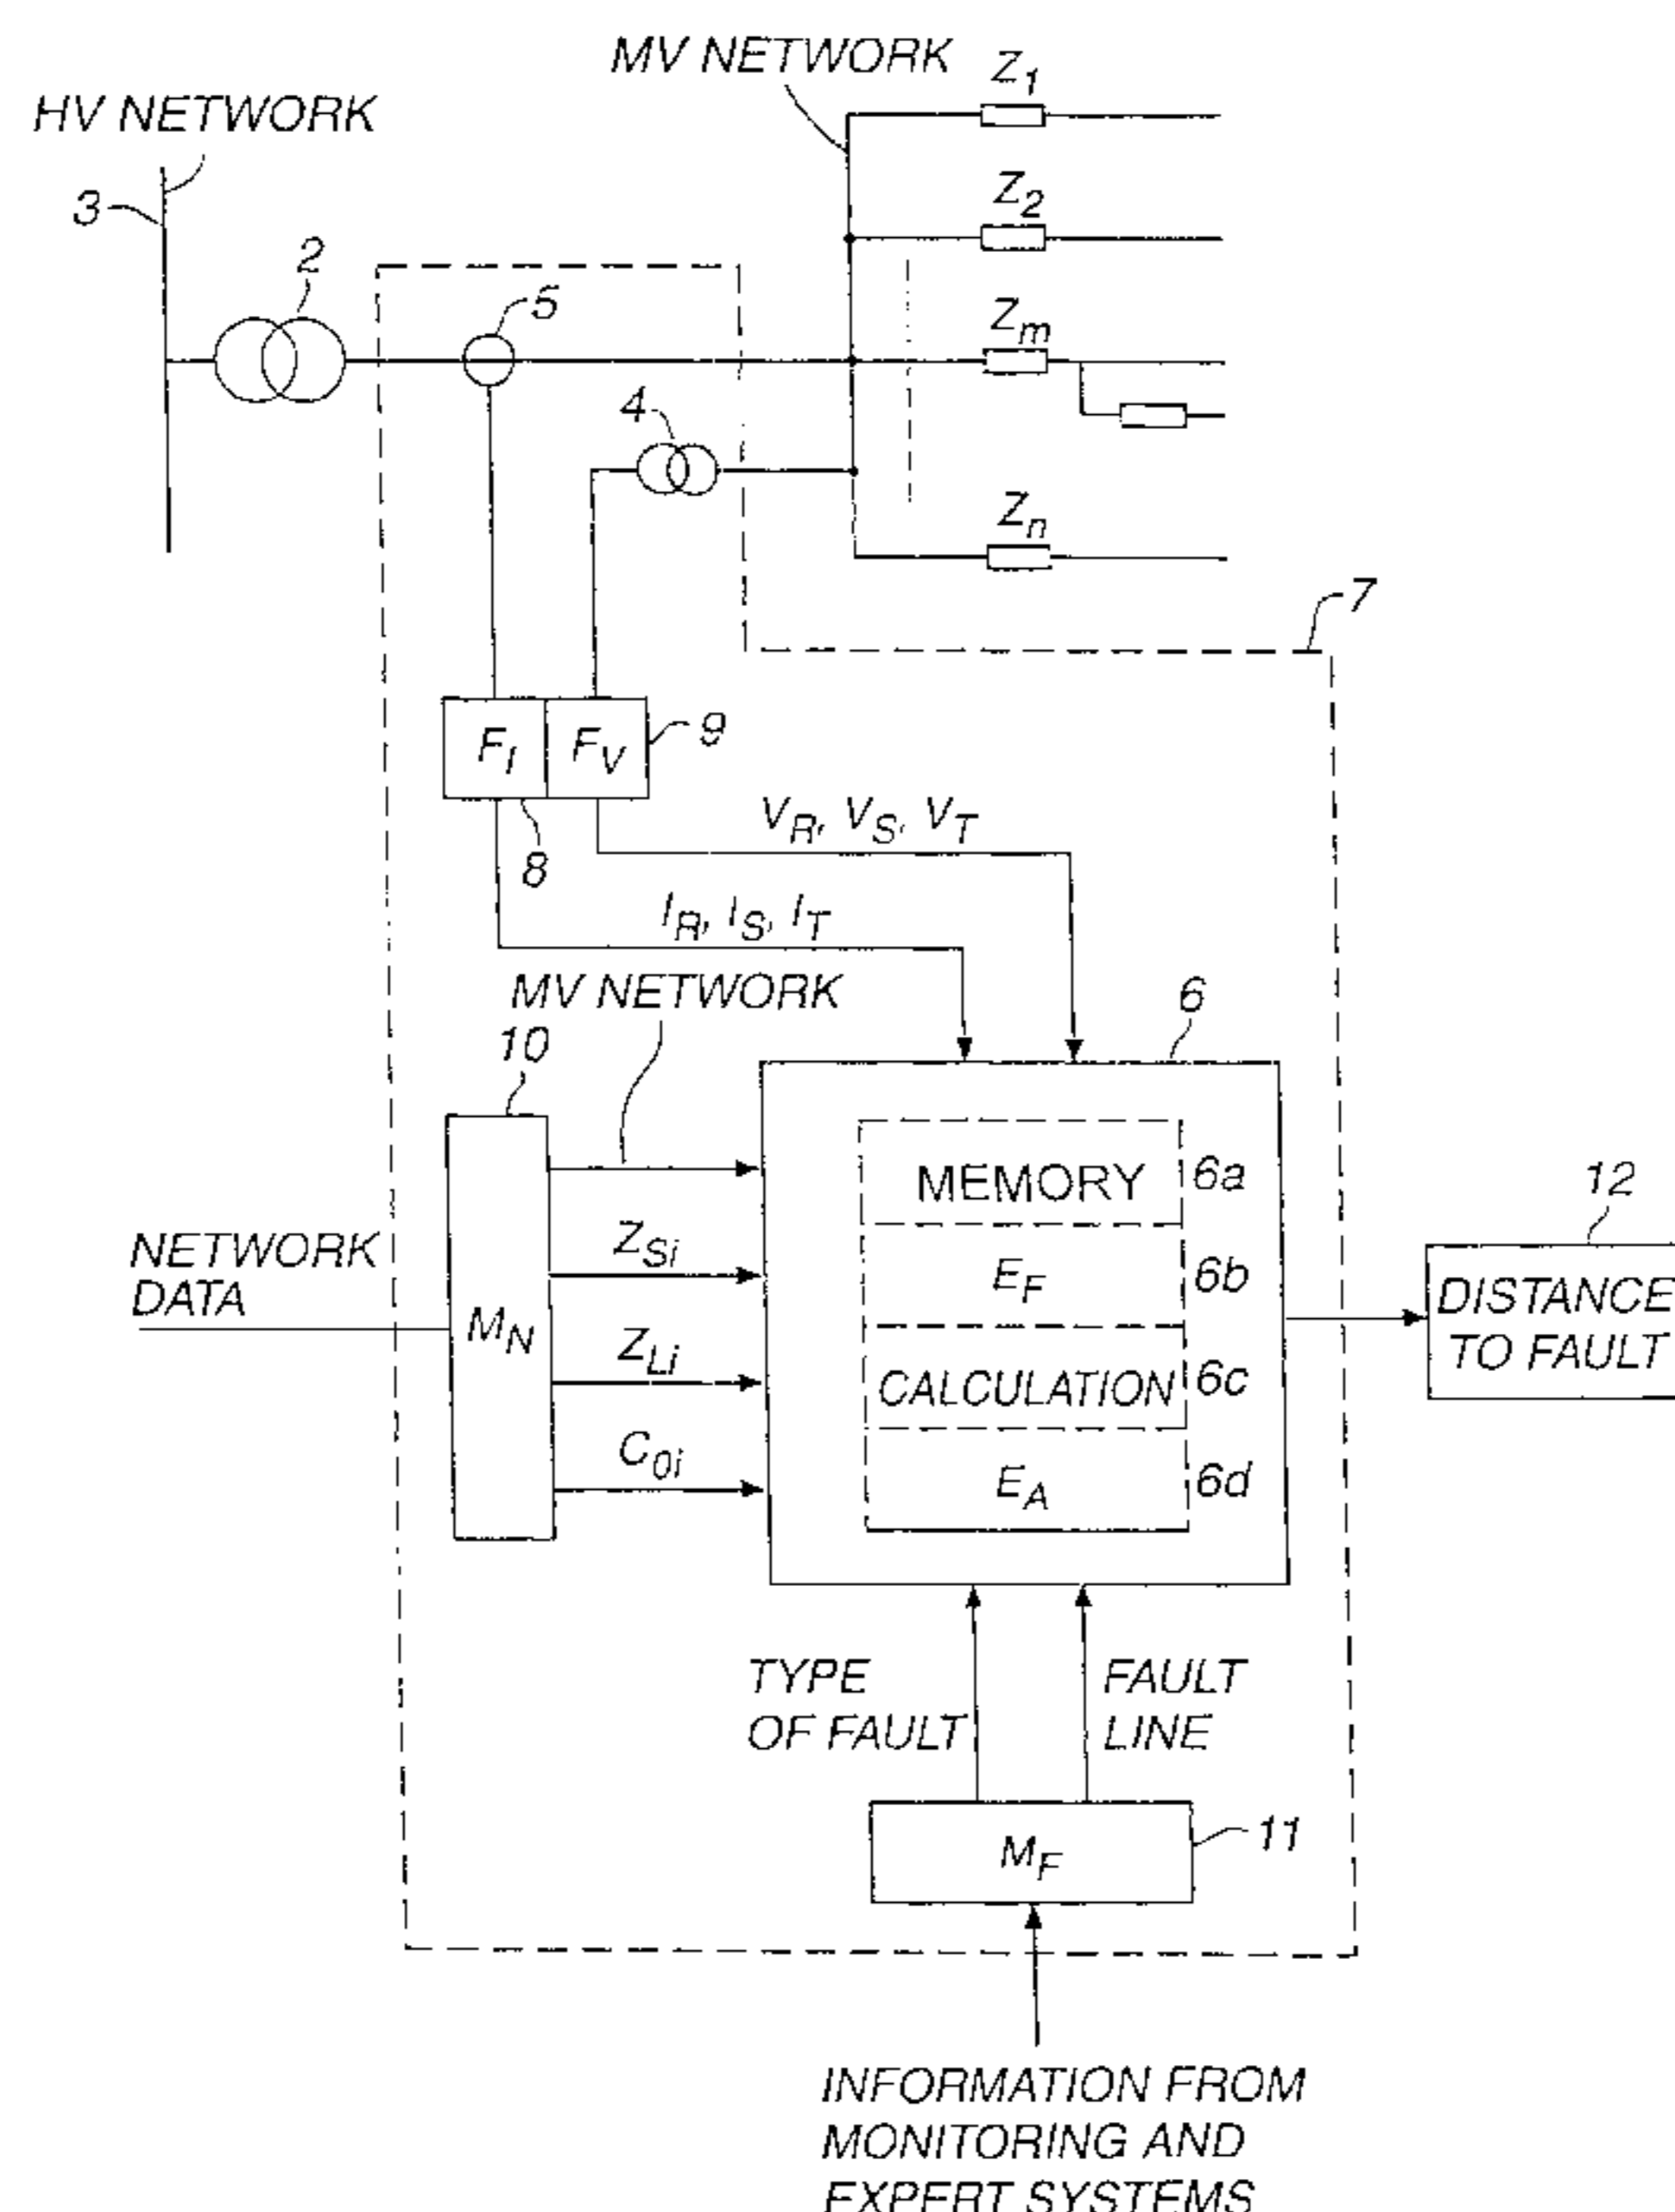 MV NETWORK
Z1
HV NETWORK
Z2
3
2
5
Zm
4
Zn
7
FI
FV
9
8
VR, VS, VT
IR, IS, IT
MV NETWORK
6
10
MEMORY
6a
12
ZSi
NETWORK
DATA
EF
6b
DISTANCE
TO FAULT
MN
ZLi
CALCULATION
6c
C0i
EA
6d
TYPE
OF FAULT
FAULT
LINE
MF
11
INFORMATION FROM
MONITORING AND
EXPERT SYSTEMS